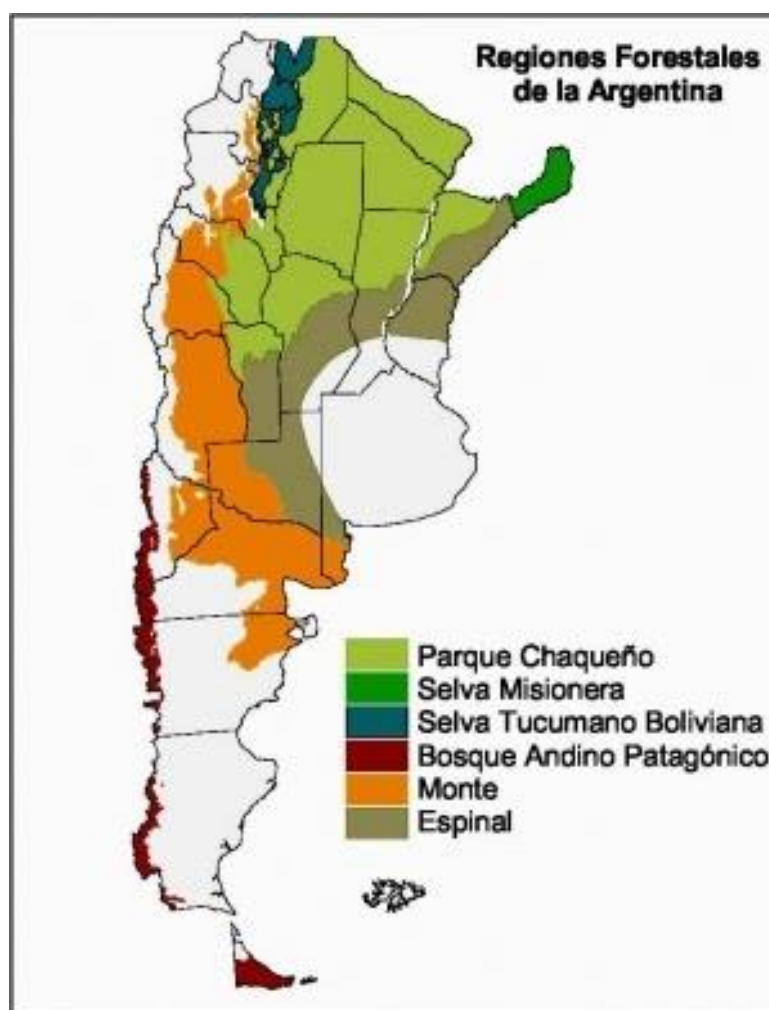 Regiones Forestales
de la Argentina
Parque Chaqueño
Selva Misionera
Selva Tucumano Boliviana
Bosque Andino Patagónico
Monte
Espinal